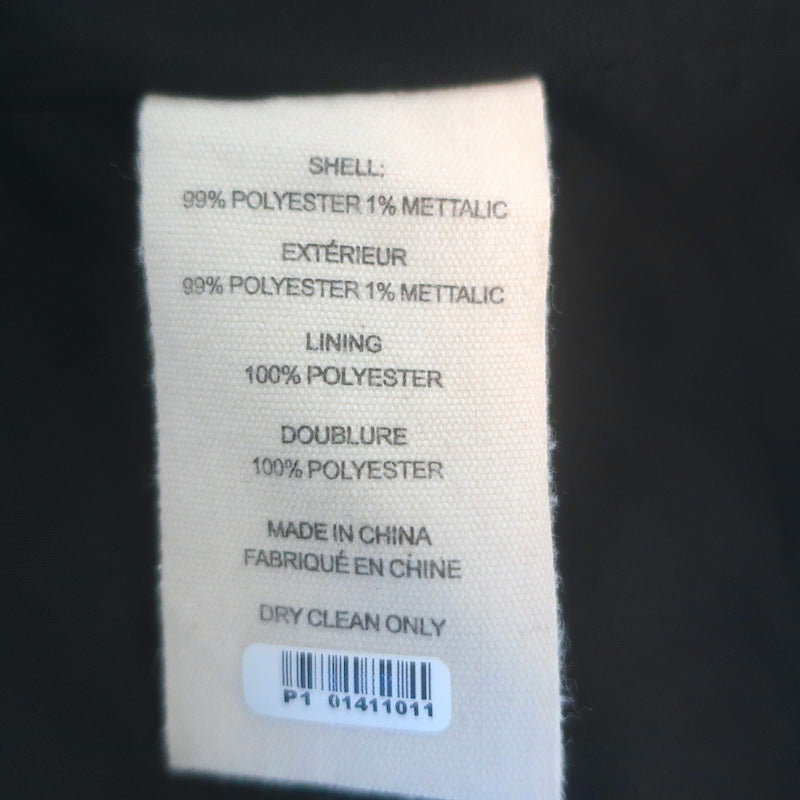 SHELL:
99% POLYESTER 1% METTALIC
EXTÉRIEUR
99% POLYESTER 1% METTALIC
LINING
100% POLYESTER
DOUBLURE
100% POLYESTER
MADE IN CHINA
FABRIQUÉ EN CHINE
DRY CLEAN ONLY
P1 01411011